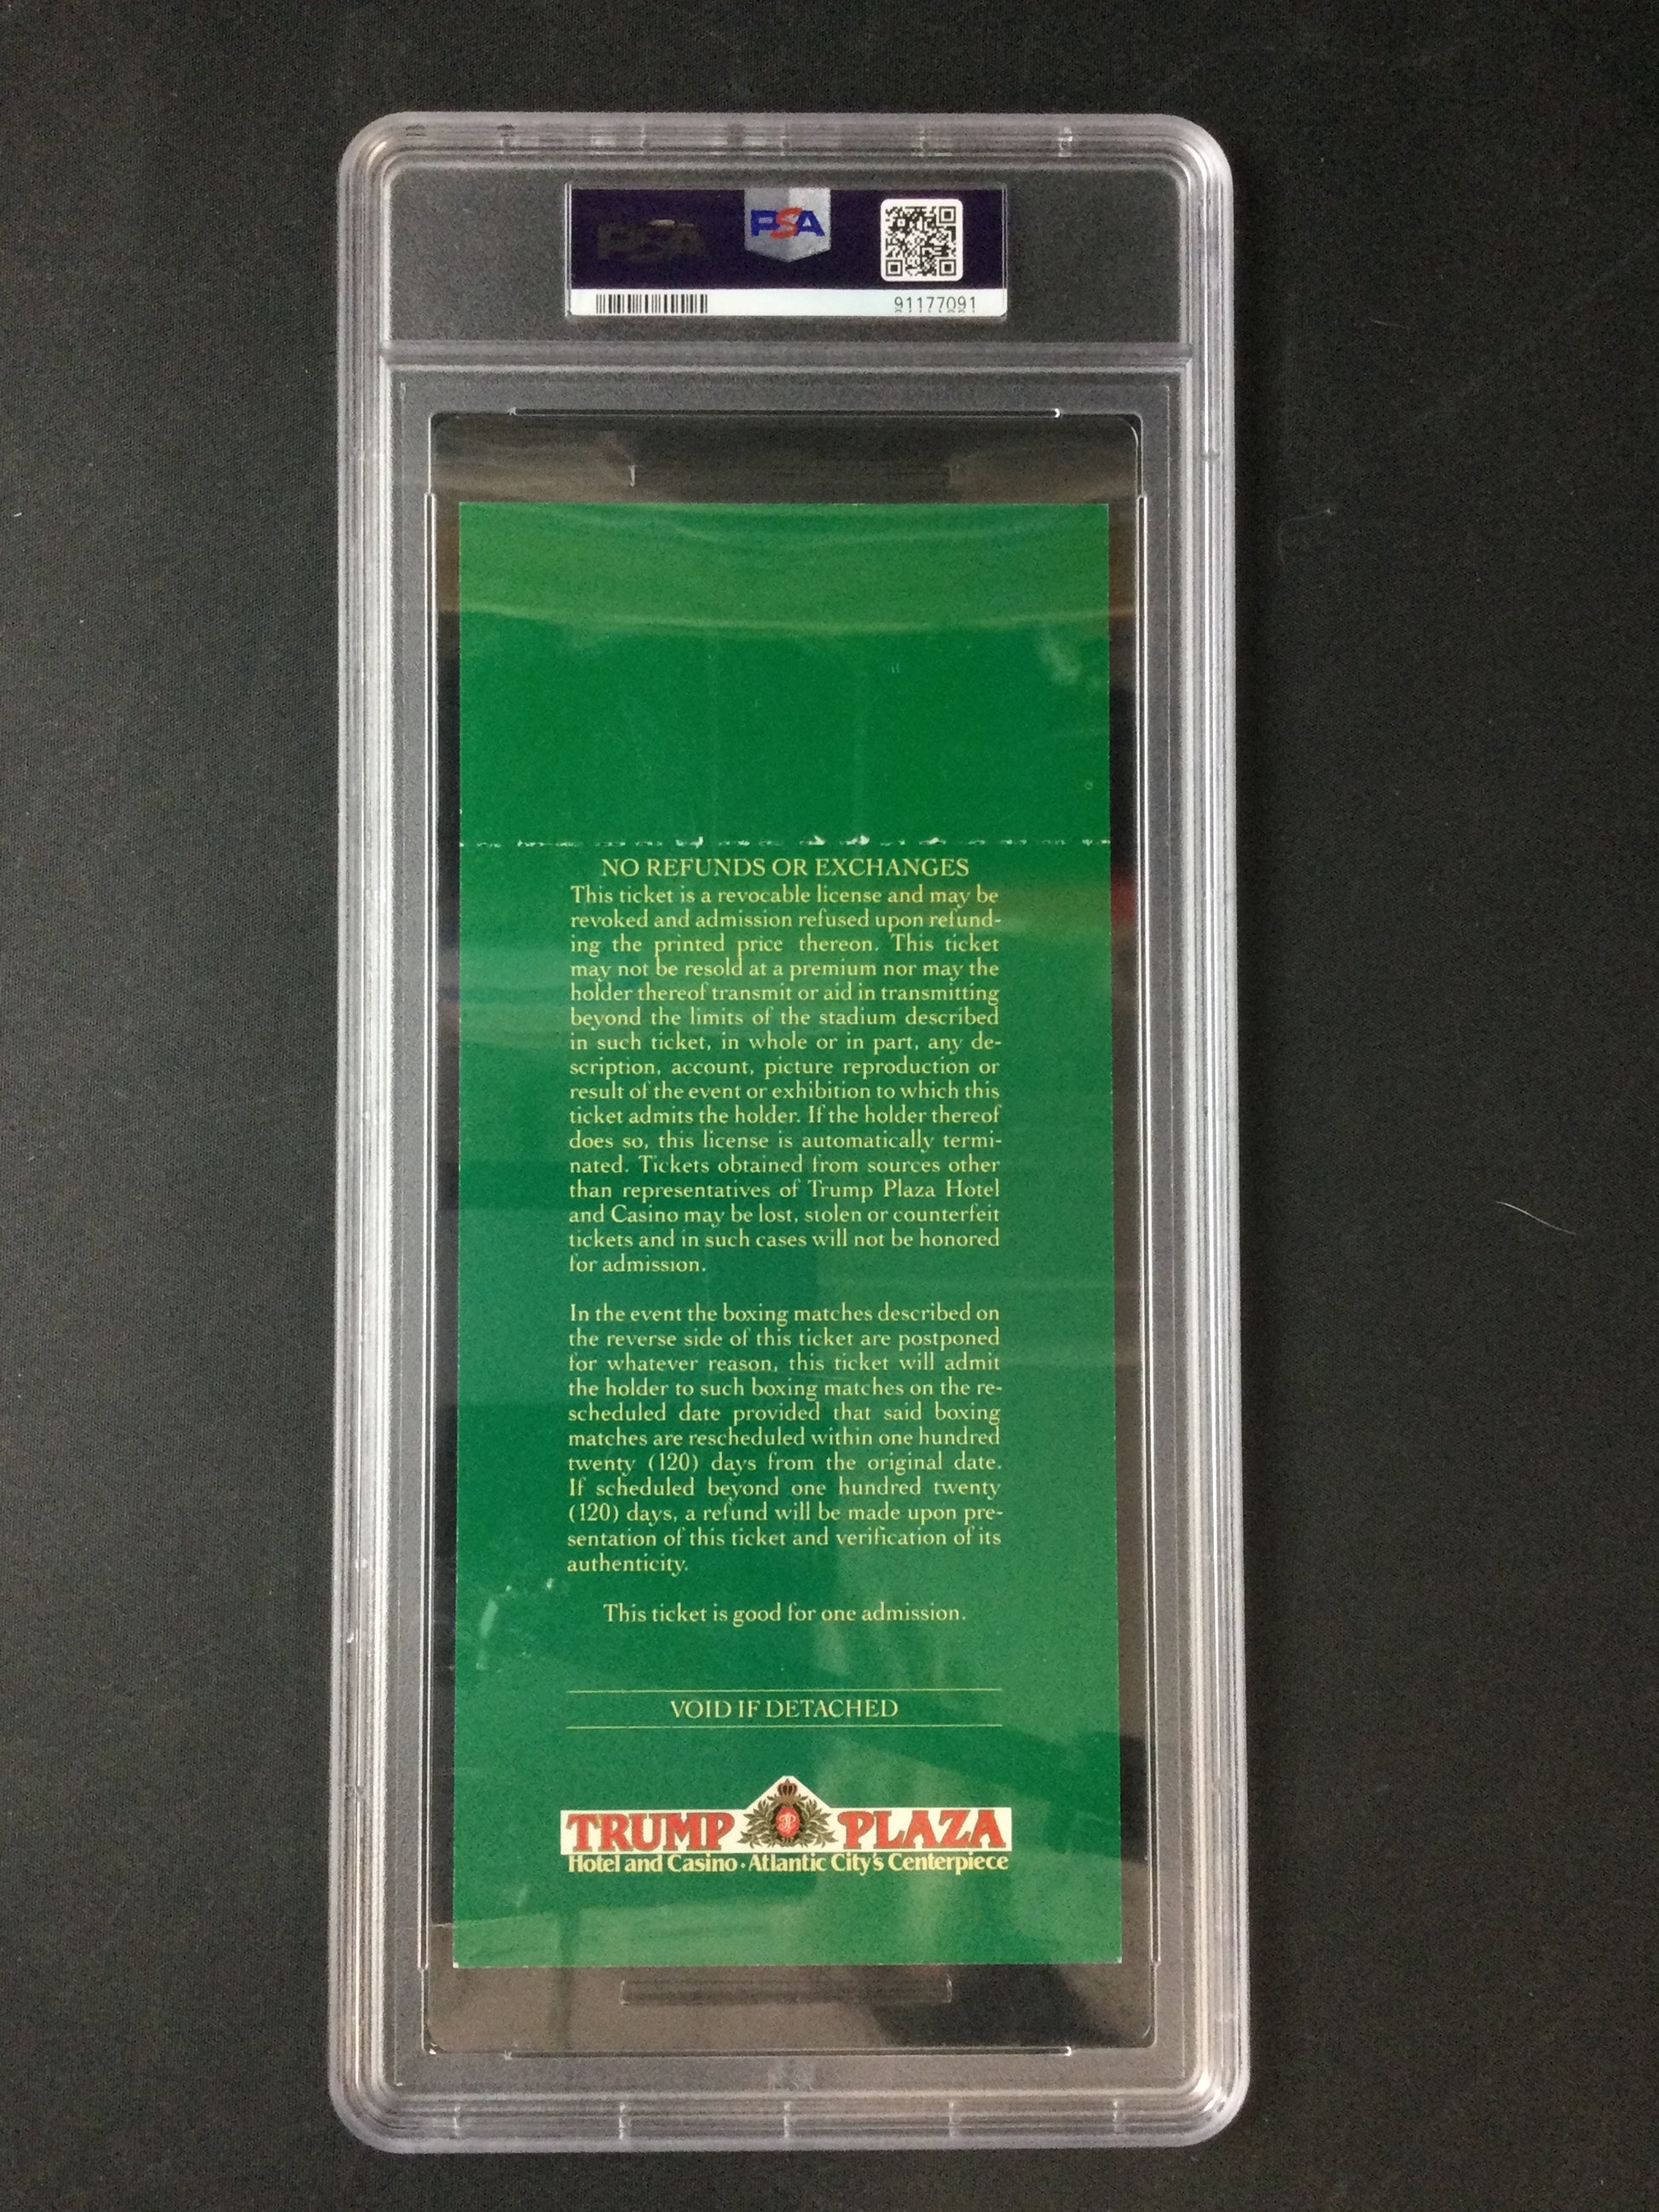 PSA
PSA
91177091
NO REFUNDS OR EXCHANGES
This ticket is a revocable license and may be
revoked and admission refused upon refund-
ing the printed price thereon. This ticket
may not be resold at a premium nor may the
holder thereof transmit or aid in transmitting
beyond the limits of the stadium described
in such ticket, in whole or in part, any de-
scription, account, picture reproduction or
result of the event or exhibition to which this
ticket admits the holder. If the holder thereof
does so, this license is automatically termi-
nated. Tickets obtained from sources other
than representatives of Trump Plaza Hotel
and Casino may be lost, stolen or counterfeit
tickets and in such cases will not be honored
for admission.
In the event the boxing matches described on
the reverse side of this ticket are postponed
for whatever reason, this ticket will admit
the holder to such boxing matches on the re-
scheduled date provided that said boxing
matches are rescheduled within one hundred
twenty (120) days from the original date.
If scheduled beyond one hundred twenty
(120) days, a refund will be made upon pre-
sentation of this ticket and verification of its
authenticity.
This ticket is good for one admission.
VOID IF DETACHED
TRUMP PLAZA
Hotel and Casino · Atlantic City's Centerpiece